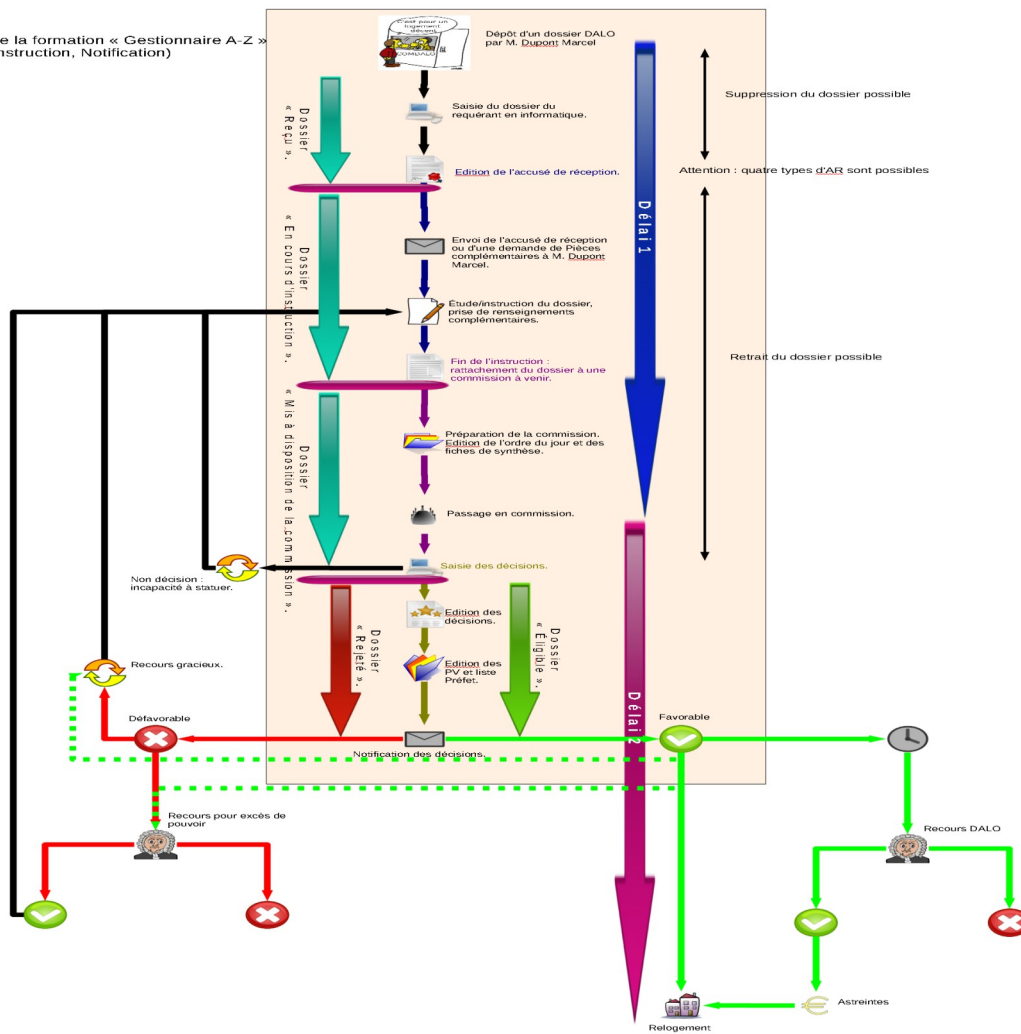 e la formation « Gestionnaire A-Z »
nstruction, Notification)
C'est pour un
logement
décent
COMDALO
Dépôt d'un dossier DALO
par M. Dupont Marcel
Suppression du dossier possible
Saisie du dossier du
requérant en informatique.
Dossier
« Reçu ».
Edition de l'accusé de réception.
Attention : quatre types d'AR sont possibles
Délai 1
Envoi de l'accusé de réception
ou d'une demande de Pièces
complémentaires à M. Dupont
Marcel.
Dossier
« En cours d'instruction ».
Étude/instruction du dossier,
prise de renseignements
complémentaires.
Retrait du dossier possible
Fin de l'instruction :
rattachement du dossier à une
commission à venir.
Dossier
« Mis à disposition de la commission ».
Préparation de la commission.
Edition de l'ordre du jour et des
fiches de synthèse.
Passage en commission.
Saisie des décisions.
Non décision :
incapacité à statuer.
Edition des
décisions.
Dossier
« Rejeté ».
Dossier
« Éligible ».
Edition des
PV et liste
Préfet.
Recours gracieux.
Délai 2
Défavorable
Favorable
Notification des décisions.
Recours pour excès de
pouvoir
Recours DALO
Astreintes
Relogement